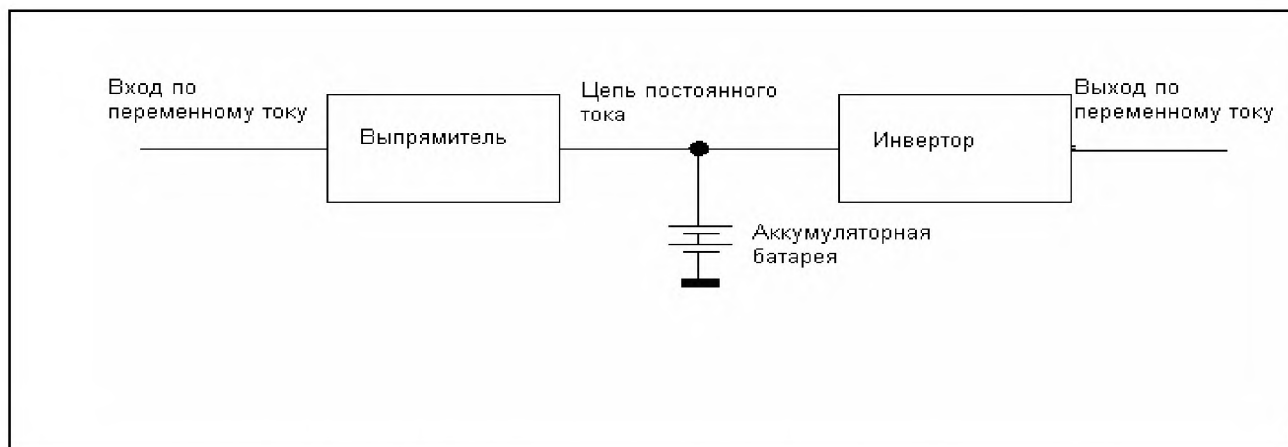 Вход по
переменному току
Выпрямитель
Цепь постоянного
тока
Инвертор
Выход по
переменному току
Аккумуляторная
батарея